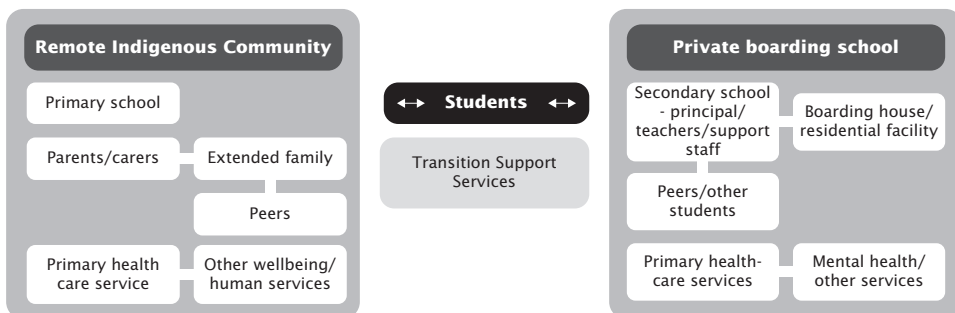 Remote Indigenous Community
Primary school
Parents/carers
Extended family
Peers
Primary health
care service
Other wellbeing/
human services
Students
Transition Support
Services
Private boarding school
Secondary school
- principal/
teachers/support
staff
Boarding house/
residential facility
Peers/other
students
Primary health-
care services
Mental health/
other services